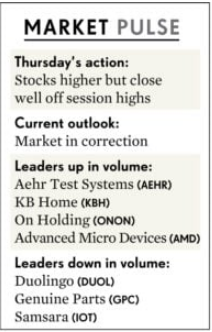 MARKET PULSE
Thursday's action:
Stocks higher but close
well off session highs
Current outlook:
Market in correction
Leaders up in volume:
Aehr Test Systems (AEHR)
KB Home (KBH)
On Holding (ONON)
Advanced Micro Devices (AMD)
Leaders down in volume:
Duolingo (DUOL)
Genuine Parts (GPC)
Samsara (IOT)